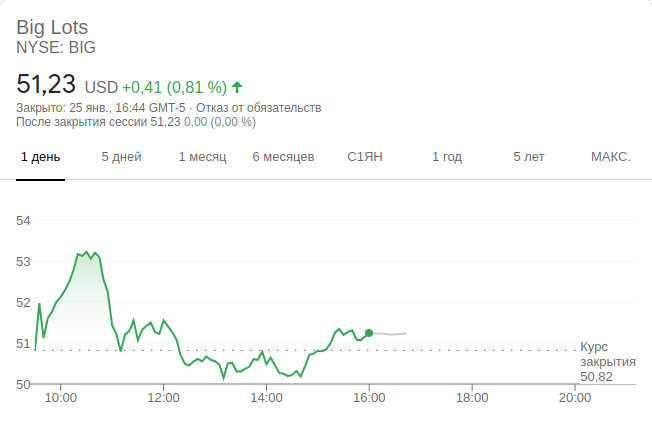 Big Lots
NYSE: BIG
51,23 USD +0,41 (0,81 %)
Закрыто: 25 янв., 16:44 GMT-5 · Отказ от обязательств
После закрытия сессии 51,23 0,00 (0,00 %)
1 день 5 дней 1 месяц 6 месяцев С1ЯН 1 год 5 лет МАКС.
54
53
52
51
Курс
закрытия
50,82
50
10:00 12:00 14:00 16:00 18:00 20:00